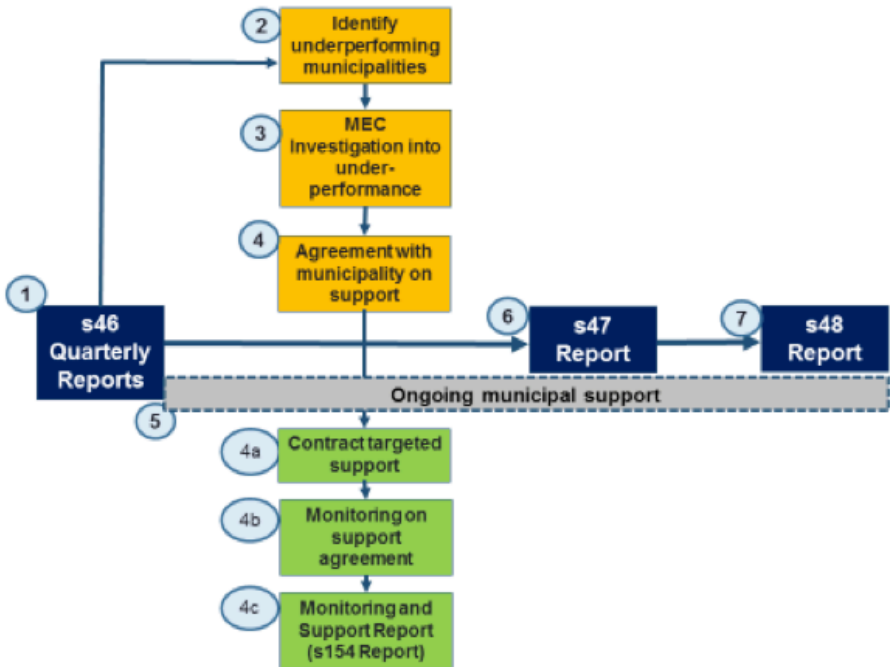 2
Identify
underperforming
municipalities
3
MEC
Investigation into
under-
performance
4
Agreement with
municipality on
support
1
s46
Quarterly
Reports
6
s47
Report
7
s48
Report
5
Ongoing municipal support
4a
Contract targeted
support
4b
Monitoring on
support
agreement
4c
Monitoring and
Support Report
(s154 Report)